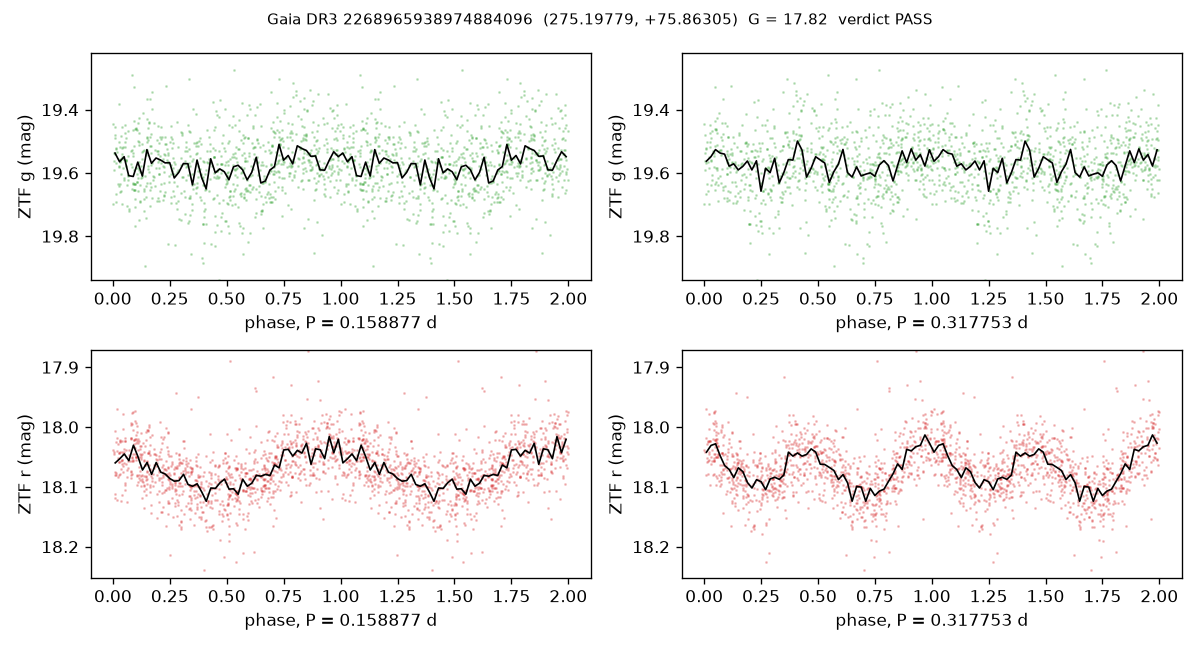 Gaia DR3 2268965938974884096 (275.19779, +75.86305) G = 17.82 verdict PASS
ZTF g (mag)
19.4
19.6
19.8
0.00 0.25 0.50 0.75 1.00 1.25 1.50 1.75 2.00
phase, P = 0.158877 d
ZTF g (mag)
19.4
19.6
19.8
0.00 0.25 0.50 0.75 1.00 1.25 1.50 1.75 2.00
phase, P = 0.317753 d
ZTF r (mag)
17.9
18.0
18.1
18.2
0.00 0.25 0.50 0.75 1.00 1.25 1.50 1.75 2.00
phase, P = 0.158877 d
ZTF r (mag)
17.9
18.0
18.1
18.2
0.00 0.25 0.50 0.75 1.00 1.25 1.50 1.75 2.00
phase, P = 0.317753 d